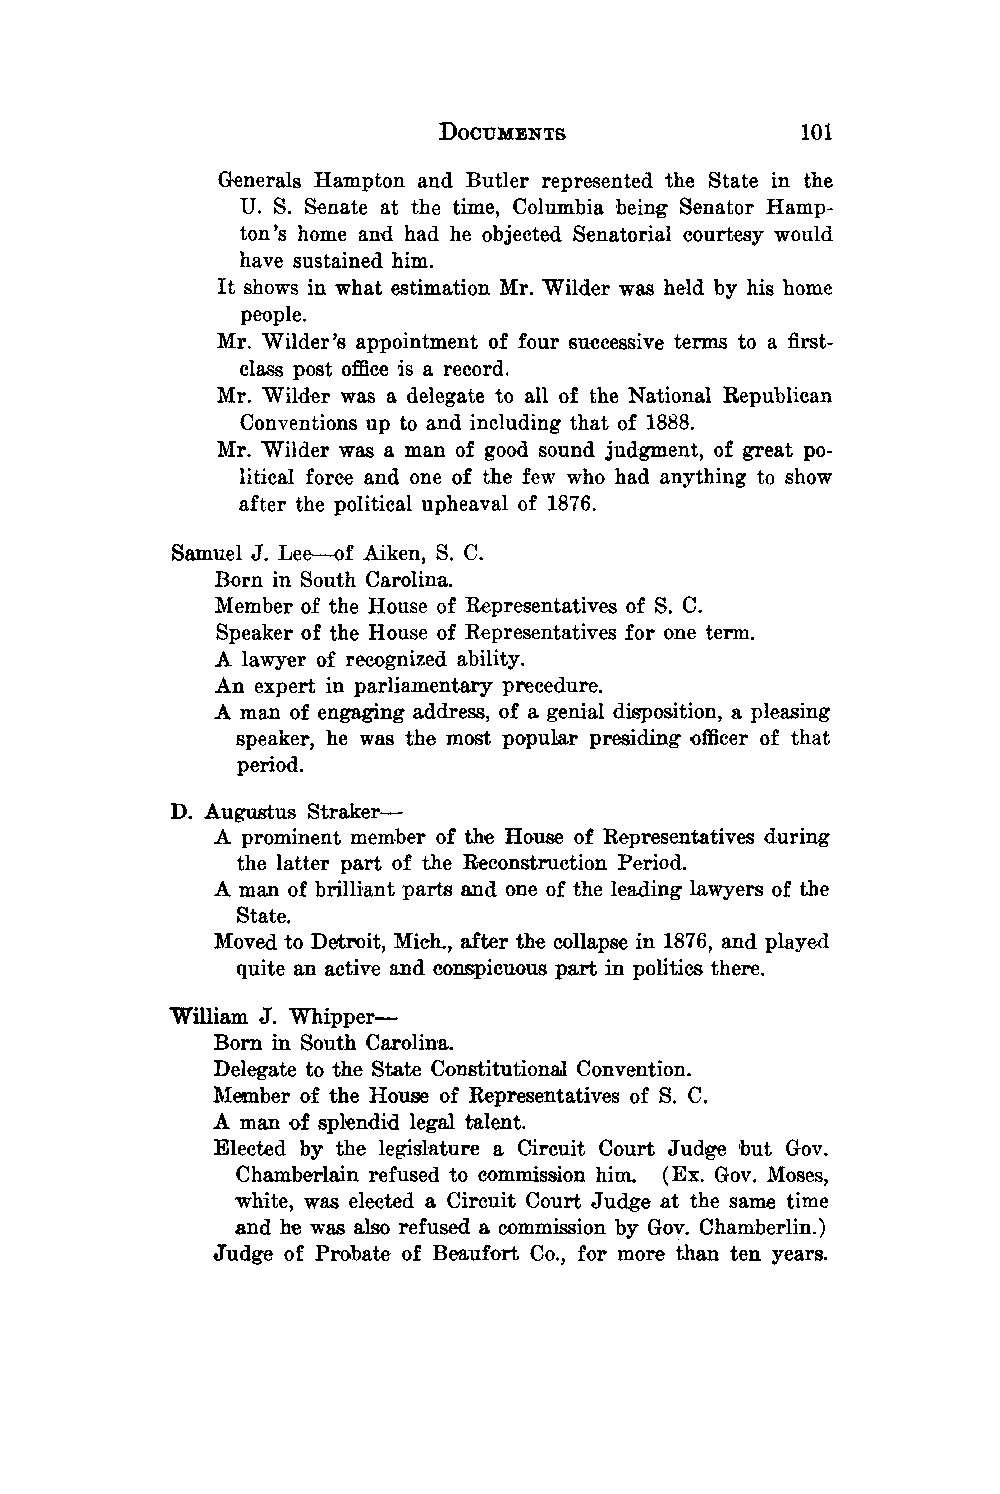 DOCUMENTS 101
Generals Hampton and Butler represented the State in the
U. S. Senate at the time, Columbia being Senator Hamp-
ton's home and had he objected Senatorial courtesy would
have sustained him.
It shows in what estimation Mr. Wilder was held by his home
people.
Mr. Wilder's appointment of four successive terms to a first-
class post office is a record.
Mr. Wilder was a delegate to all of the National Republican
Conventions up to and including that of 1888.
Mr. Wilder was a man of good sound judgment, of great po-
litical force and one of the few who had anything to show
after the political upheaval of 1876.
Samuel J. Lee—of Aiken, S. C.
Born in South Carolina.
Member of the House of Representatives of S. C.
Speaker of the House of Representatives for one term.
A lawyer of recognized ability.
An expert in parliamentary precedure.
A man of engaging address, of a genial disposition, a pleasing
speaker, he was the most popular presiding officer of that
period.
D. Augustus Straker—
A prominent member of the House of Representatives during
the latter part of the Reconstruction Period.
A man of brilliant parts and one of the leading lawyers of the
State.
Moved to Detroit, Mich., after the collapse in 1876, and played
quite an active and conspicuous part in politics there.
William J. Whipper—
Born in South Carolina.
Delegate to the State Constitutional Convention.
Member of the House of Representatives of S. C.
A man of splendid legal talent.
Elected by the legislature a Circuit Court Judge but Gov.
Chamberlain refused to commission him. (Ex. Gov. Moses,
white, was elected a Circuit Court Judge at the same time
and he was also refused a commission by Gov. Chamberlin.)
Judge of Probate of Beaufort Co., for more than ten years.